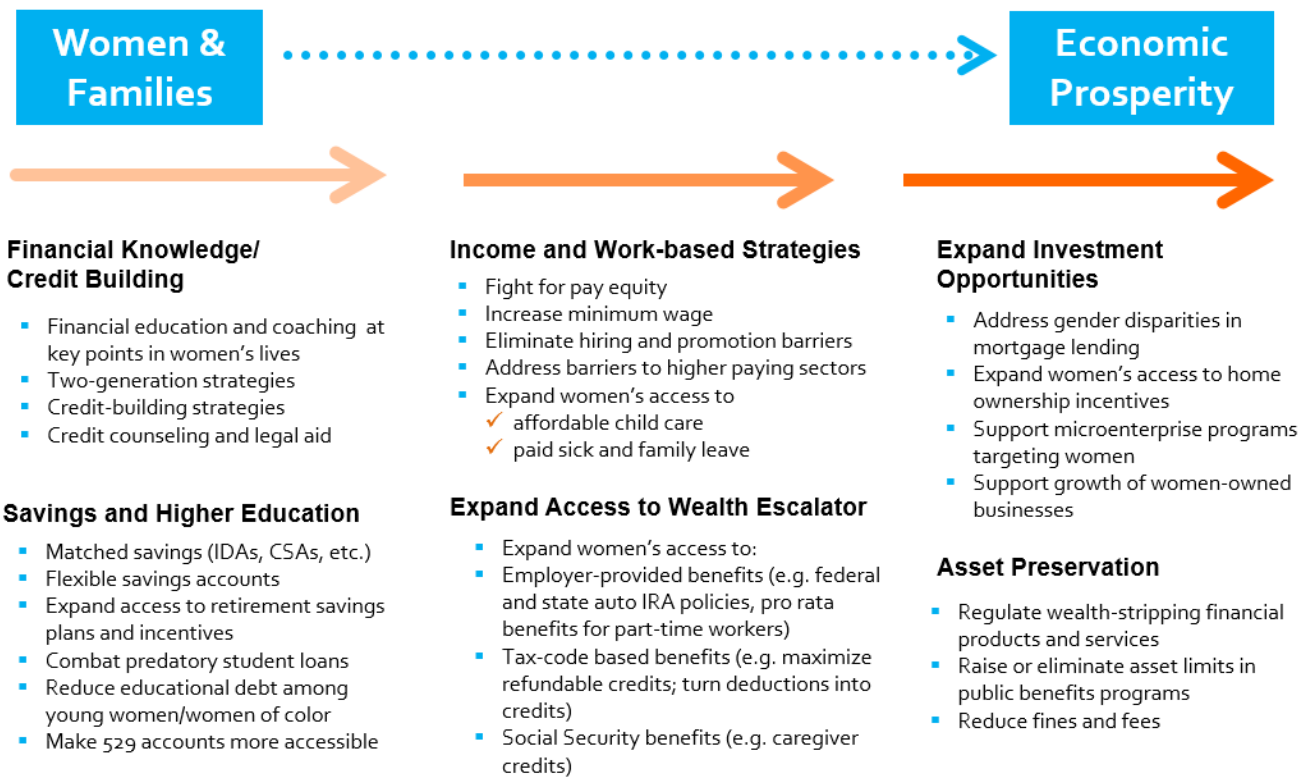 Women &
Families
Economic
Prosperity
Financial Knowledge/
Credit Building
▪ Financial education and coaching at
key points in women's lives
▪ Two-generation strategies
▪ Credit-building strategies
▪ Credit counseling and legal aid
Savings and Higher Education
▪ Matched savings (IDAs, CSAs, etc.)
▪ Flexible savings accounts
▪ Expand access to retirement savings
plans and incentives
▪ Combat predatory student loans
▪ Reduce educational debt among
young women/women of color
▪ Make 529 accounts more accessible
Income and Work-based Strategies
▪ Fight for pay equity
▪ Increase minimum wage
▪ Eliminate hiring and promotion barriers
▪ Address barriers to higher paying sectors
▪ Expand women's access to
✓ affordable child care
✓ paid sick and family leave
Expand Access to Wealth Escalator
▪ Expand women's access to:
▪ Employer-provided benefits (e.g. federal
and state auto IRA policies, pro rata
benefits for part-time workers)
▪ Tax-code based benefits (e.g. maximize
refundable credits; turn deductions into
credits)
▪ Social Security benefits (e.g. caregiver
credits)
Expand Investment
Opportunities
▪ Address gender disparities in
mortgage lending
▪ Expand women's access to home
ownership incentives
▪ Support microenterprise programs
targeting women
▪ Support growth of women-owned
businesses
Asset Preservation
▪ Regulate wealth-stripping financial
products and services
▪ Raise or eliminate asset limits in
public benefits programs
▪ Reduce fines and fees